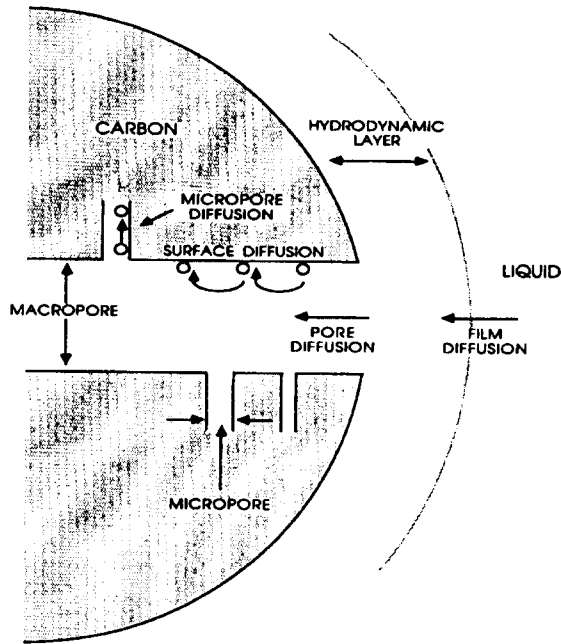 CARBON
HYDRODYNAMIC
LAYER
MICROPORE
DIFFUSION
SURFACE DIFFUSION
LIQUID
MACROPORE
PORE
DIFFUSION
FILM
DIFFUSION
MICROPORE